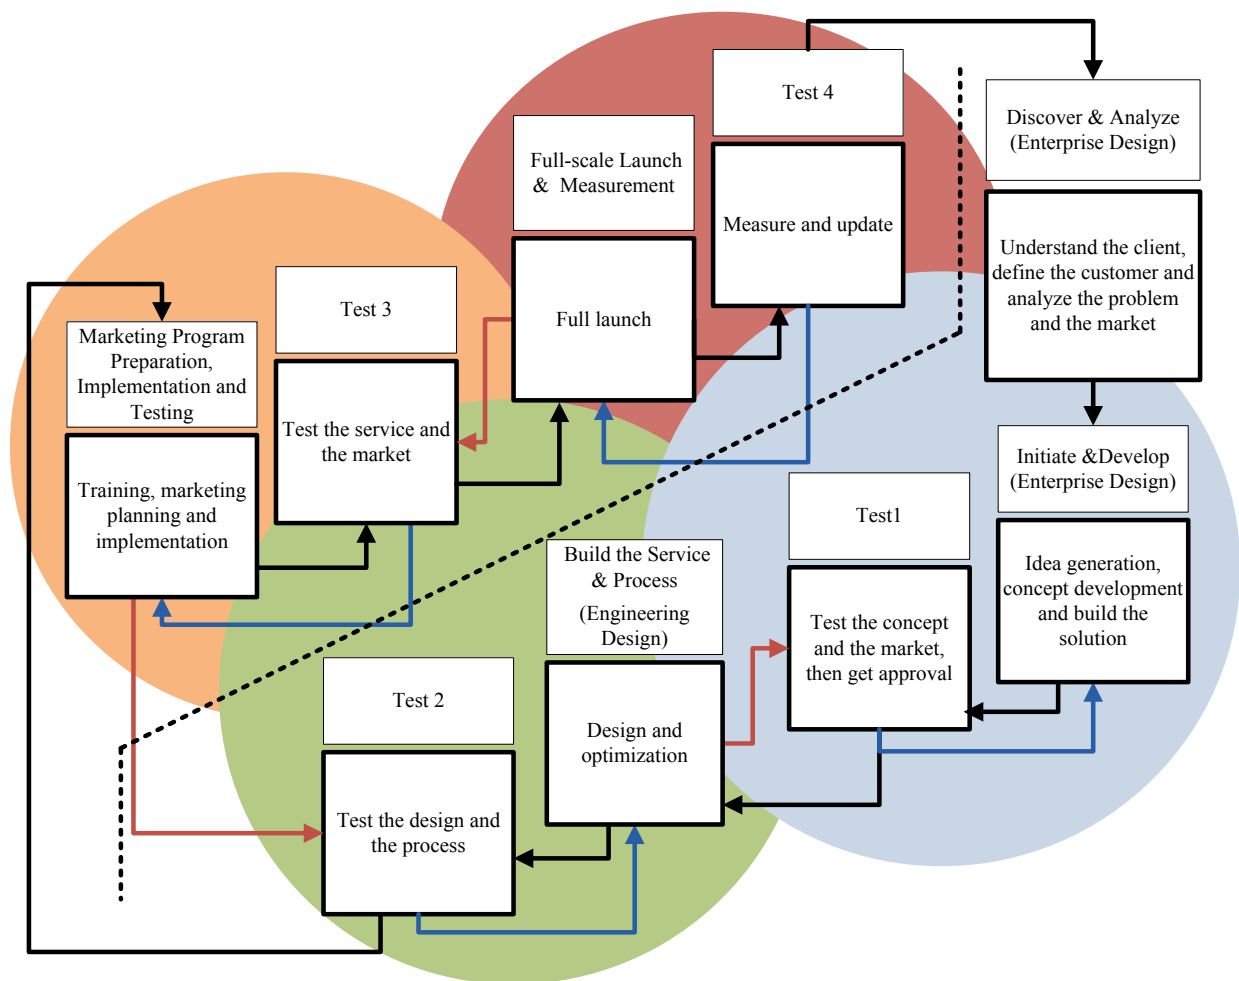 Test 4
Discover & Analyze
(Enterprise Design)
Full-scale Launch
& Measurement
Measure and update
Understand the client,
define the customer and
analyze the problem
and the market
Test 3
Full launch
Marketing Program
Preparation,
Implementation and
Testing
Test the service and
the market
Initiate &Develop
(Enterprise Design)
Training, marketing
planning and
implementation
Test1
Build the Service
& Process
(Engineering
Design)
Idea generation,
concept development
and build the
solution
Test the concept
and the market,
then get approval
Test 2
Design and
optimization
Test the design and
the process